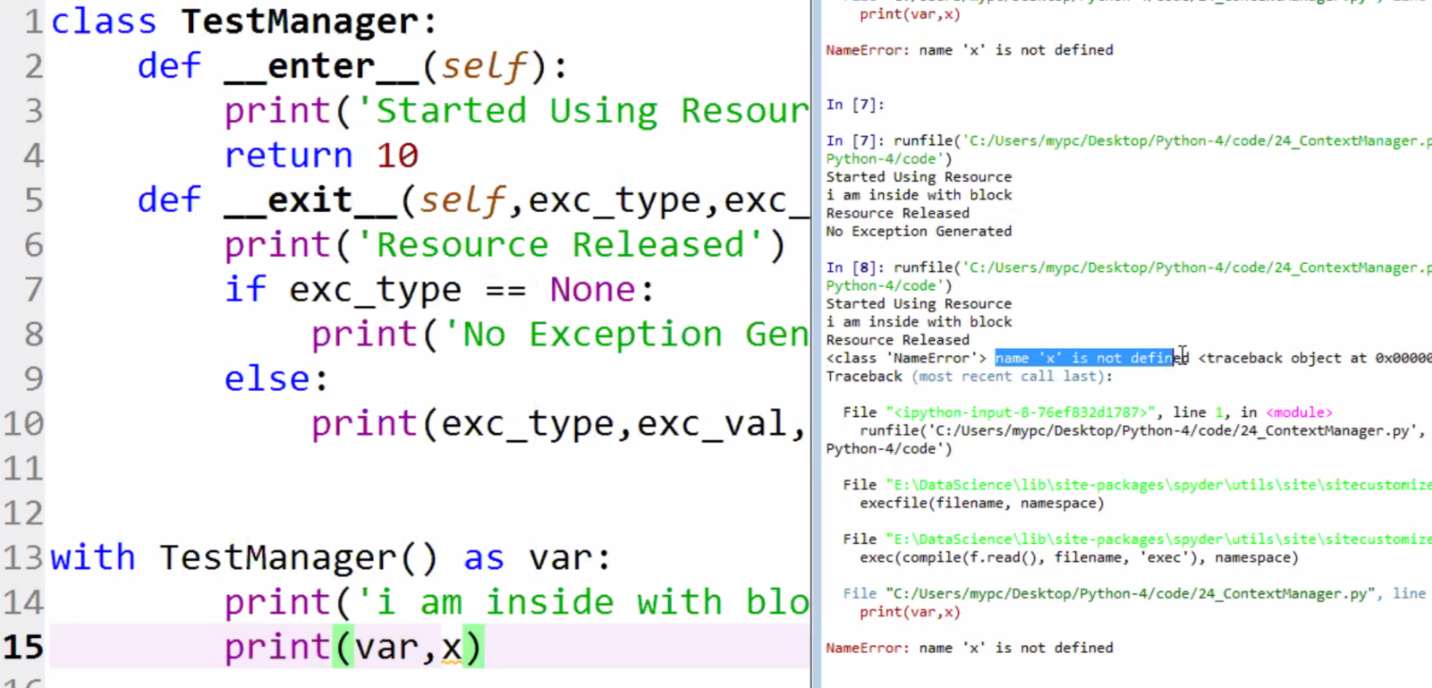 1 class TestManager:
2 def __enter__(self):
3 print('Started Using Resour
4 return 10
5 def __exit__(self,exc_type,exc_
6 print('Resource Released')
7 if exc_type == None:
8 print('No Exception Gen
9 else:
10 print(exc_type,exc_val,
11
12
13 with TestManager() as var:
14 print('i am inside with blo
15 print(var,x)
print(var,x)
NameError: name 'x' is not defined
In [7]:
In [7]: runfile('C:/Users/mypc/Desktop/Python-4/code/24_ContextManager.p
Python-4/code')
Started Using Resource
i am inside with block
Resource Released
No Exception Generated
In [8]: runfile('C:/Users/mypc/Desktop/Python-4/code/24_ContextManager.p
Python-4/code')
Started Using Resource
i am inside with block
Resource Released
<class 'NameError'> name 'x' is not defined <traceback object at 0x00000
Traceback (most recent call last):
File "<ipython-input-8-76ef832d1787>", line 1, in <module>
runfile('C:/Users/mypc/Desktop/Python-4/code/24_ContextManager.py',
Python-4/code')
File "E:\DataScience\lib\site-packages\spyder\utils\site\sitecustomize
execfile(filename, namespace)
File "E:\DataScience\lib\site-packages\spyder\utils\site\sitecustomize
exec(compile(f.read(), filename, 'exec'), namespace)
File "C:/Users/mypc/Desktop/Python-4/code/24_ContextManager.py", line
print(var,x)
NameError: name 'x' is not defined